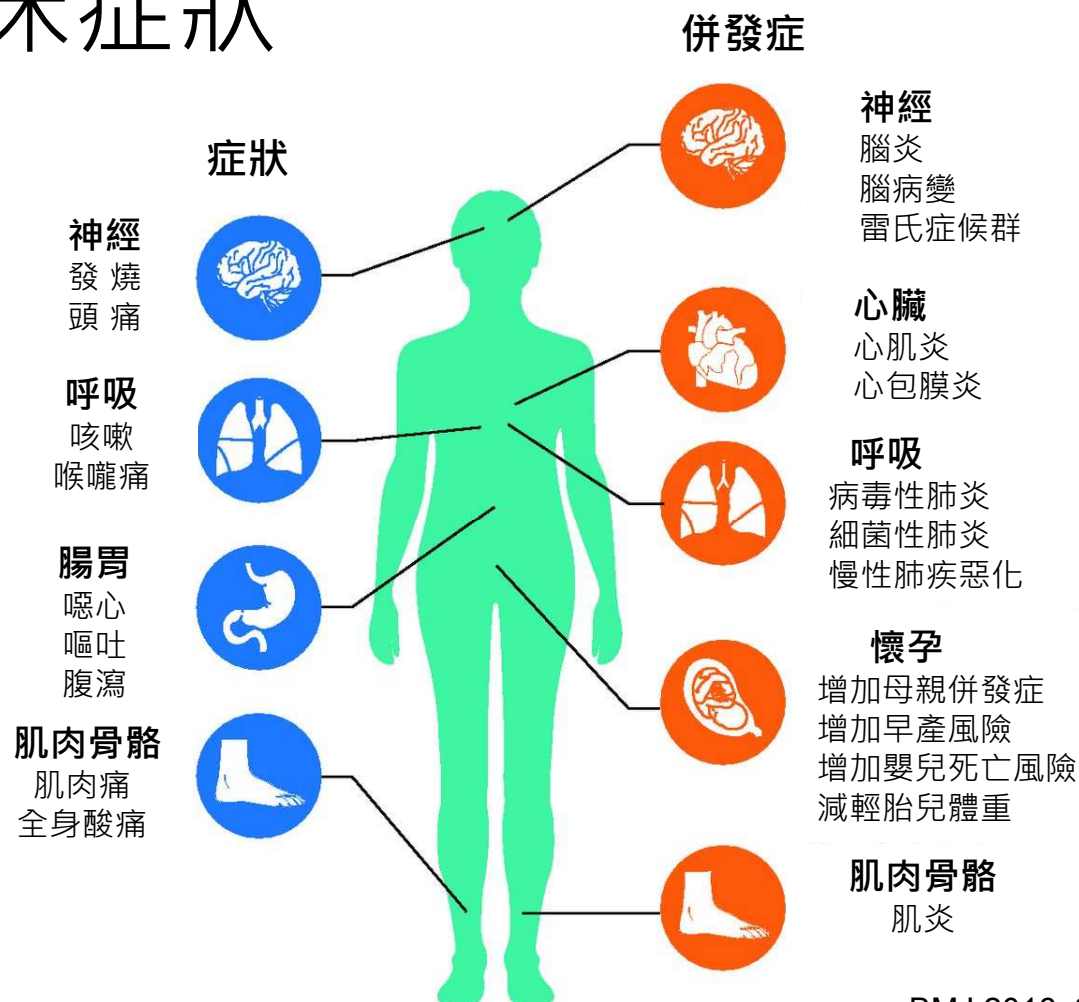 床症狀
症狀
神經
發 燒
頭 痛
呼吸
咳嗽
喉嚨痛
腸胃
噁心
嘔吐
腹瀉
肌肉骨骼
肌肉痛
全身酸痛
併發症
神經
腦炎
腦病變
雷氏症候群
心臟
心肌炎
心包膜炎
呼吸
病毒性肺炎
細菌性肺炎
慢性肺疾惡化
懷孕
增加母親併發症
增加早產風險
增加嬰兒死亡風險
減輕胎兒體重
肌肉骨骼
肌炎